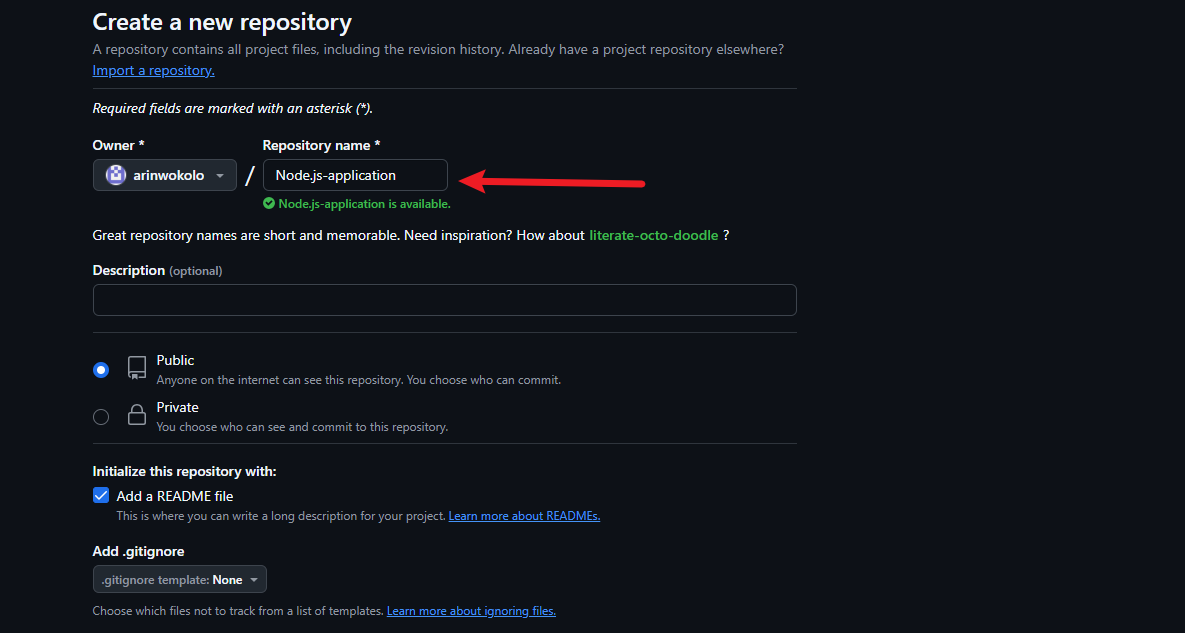 Create a new repository
A repository contains all project files, including the revision history. Already have a project repository elsewhere?
Import a repository.
Required fields are marked with an asterisk (*).
Owner *
Repository name *
arinwokolo
/
Node.js-application
Node.js-application is available.
Great repository names are short and memorable. Need inspiration? How about literate-octo-doodle ?
Description (optional)
Public
Anyone on the internet can see this repository. You choose who can commit.
Private
You choose who can see and commit to this repository.
Initialize this repository with:
Add a README file
This is where you can write a long description for your project. Learn more about READMEs.
Add .gitignore
.gitignore template: None
Choose which files not to track from a list of templates. Learn more about ignoring files.